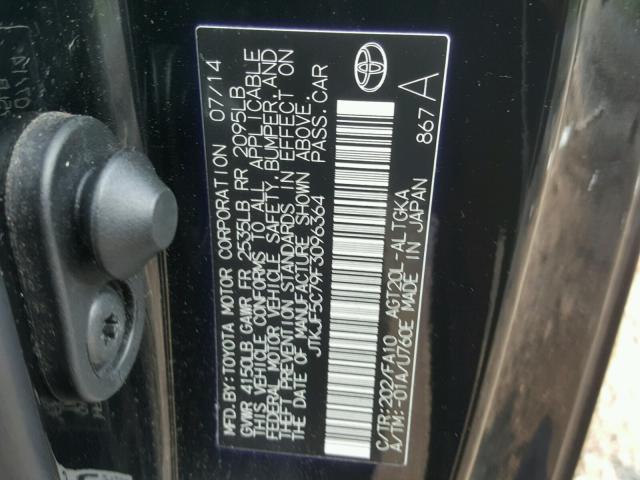 MFD.BY:TOYOTA MOTOR CORPORATION 07/14
GVWR 4150LB GAWR FR 2535LB RR 2095LB
THIS VEHICLE CONFORMS TO ALL APPLICABLE
FEDERAL MOTOR VEHICLE SAFETY, BUMPER, AND
THEFT PREVENTION STANDARDS IN EFFECT ON
THE DATE OF MANUFACTURE SHOWN ABOVE.
JTKJF5C79F3096364 PASS.CAR
C/TR:202/FA10 AGT20L-ALTGKA
A/TM:-01A/U760E MADE IN JAPAN
867 A